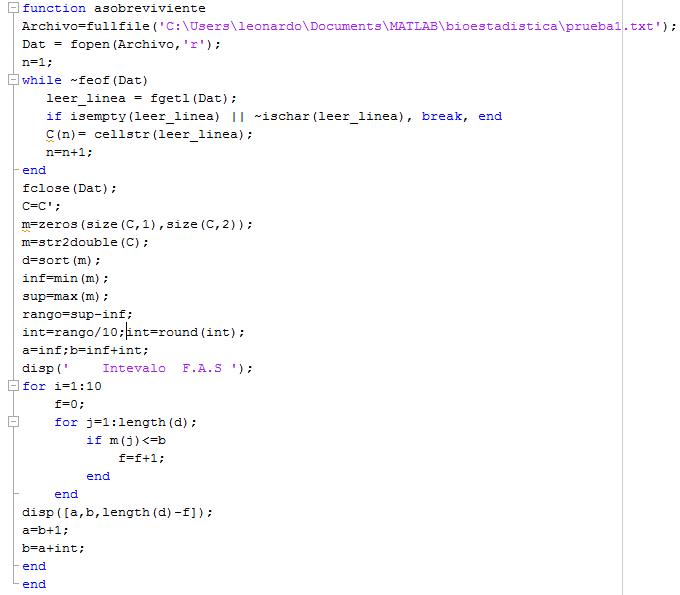 function asobreviviente
Archivo=fullfile('C:\Users\leonardo\Documents\MATLAB\bioestadistica\prueba1.txt');
Dat = fopen(Archivo,'r');
n=1;
while ~feof(Dat)
   leer_linea = fgetl(Dat);
   if isempty(leer_linea) || ~ischar(leer_linea), break, end
   C(n)= cellstr(leer_linea);
   n=n+1;
end
fclose(Dat);
C=C';
m=zeros(size(C,1),size(C,2));
m=str2double(C);
d=sort(m);
inf=min(m);
sup=max(m);
rango=sup-inf;
int=rango/10;int=round(int);
a=inf;b=inf+int;
disp('    Intevalo  F.A.S ');
for i=1:10
    f=0;
    for j=1:length(d);
        if m(j)<=b
            f=f+1;
        end
    end
disp([a,b,length(d)-f]);
a=b+1;
b=a+int;
end
end